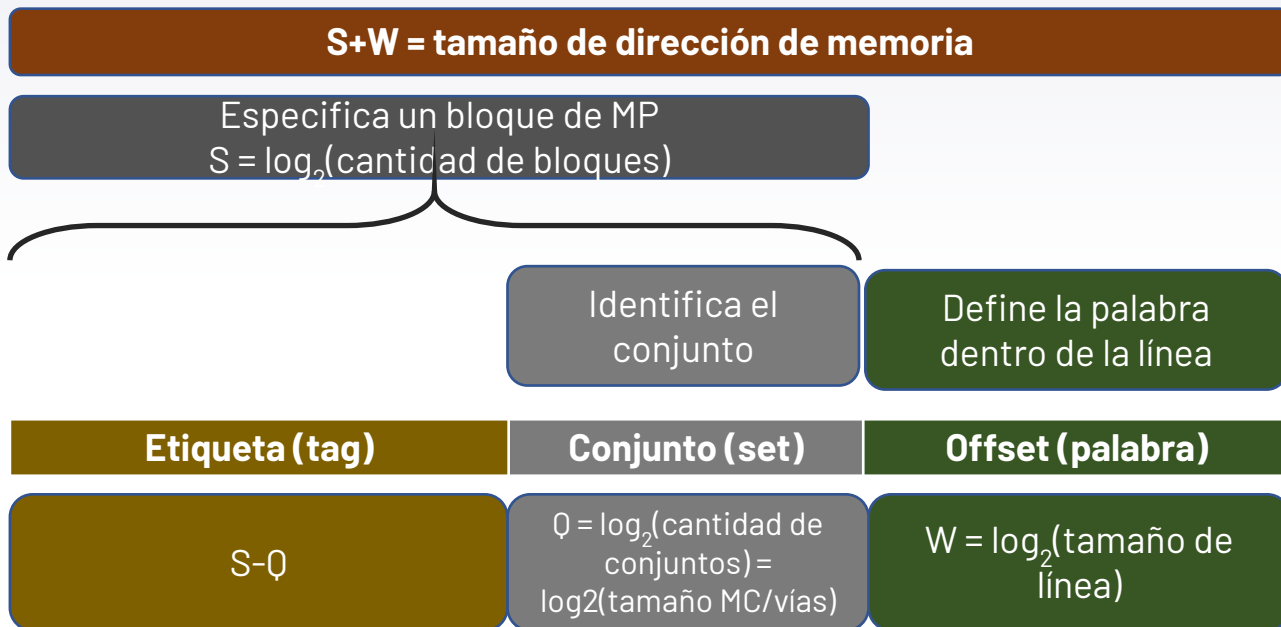 S+W = tamaño de dirección de memoria
Especifica un bloque de MP
S = log2(cantidad de bloques)
Identifica el
conjunto
Define la palabra
dentro de la línea
Etiqueta (tag)
Conjunto (set)
Offset (palabra)
S-Q
Q = log2(cantidad de
conjuntos) =
log2(tamaño MC/vías)
W = log2(tamaño de
línea)